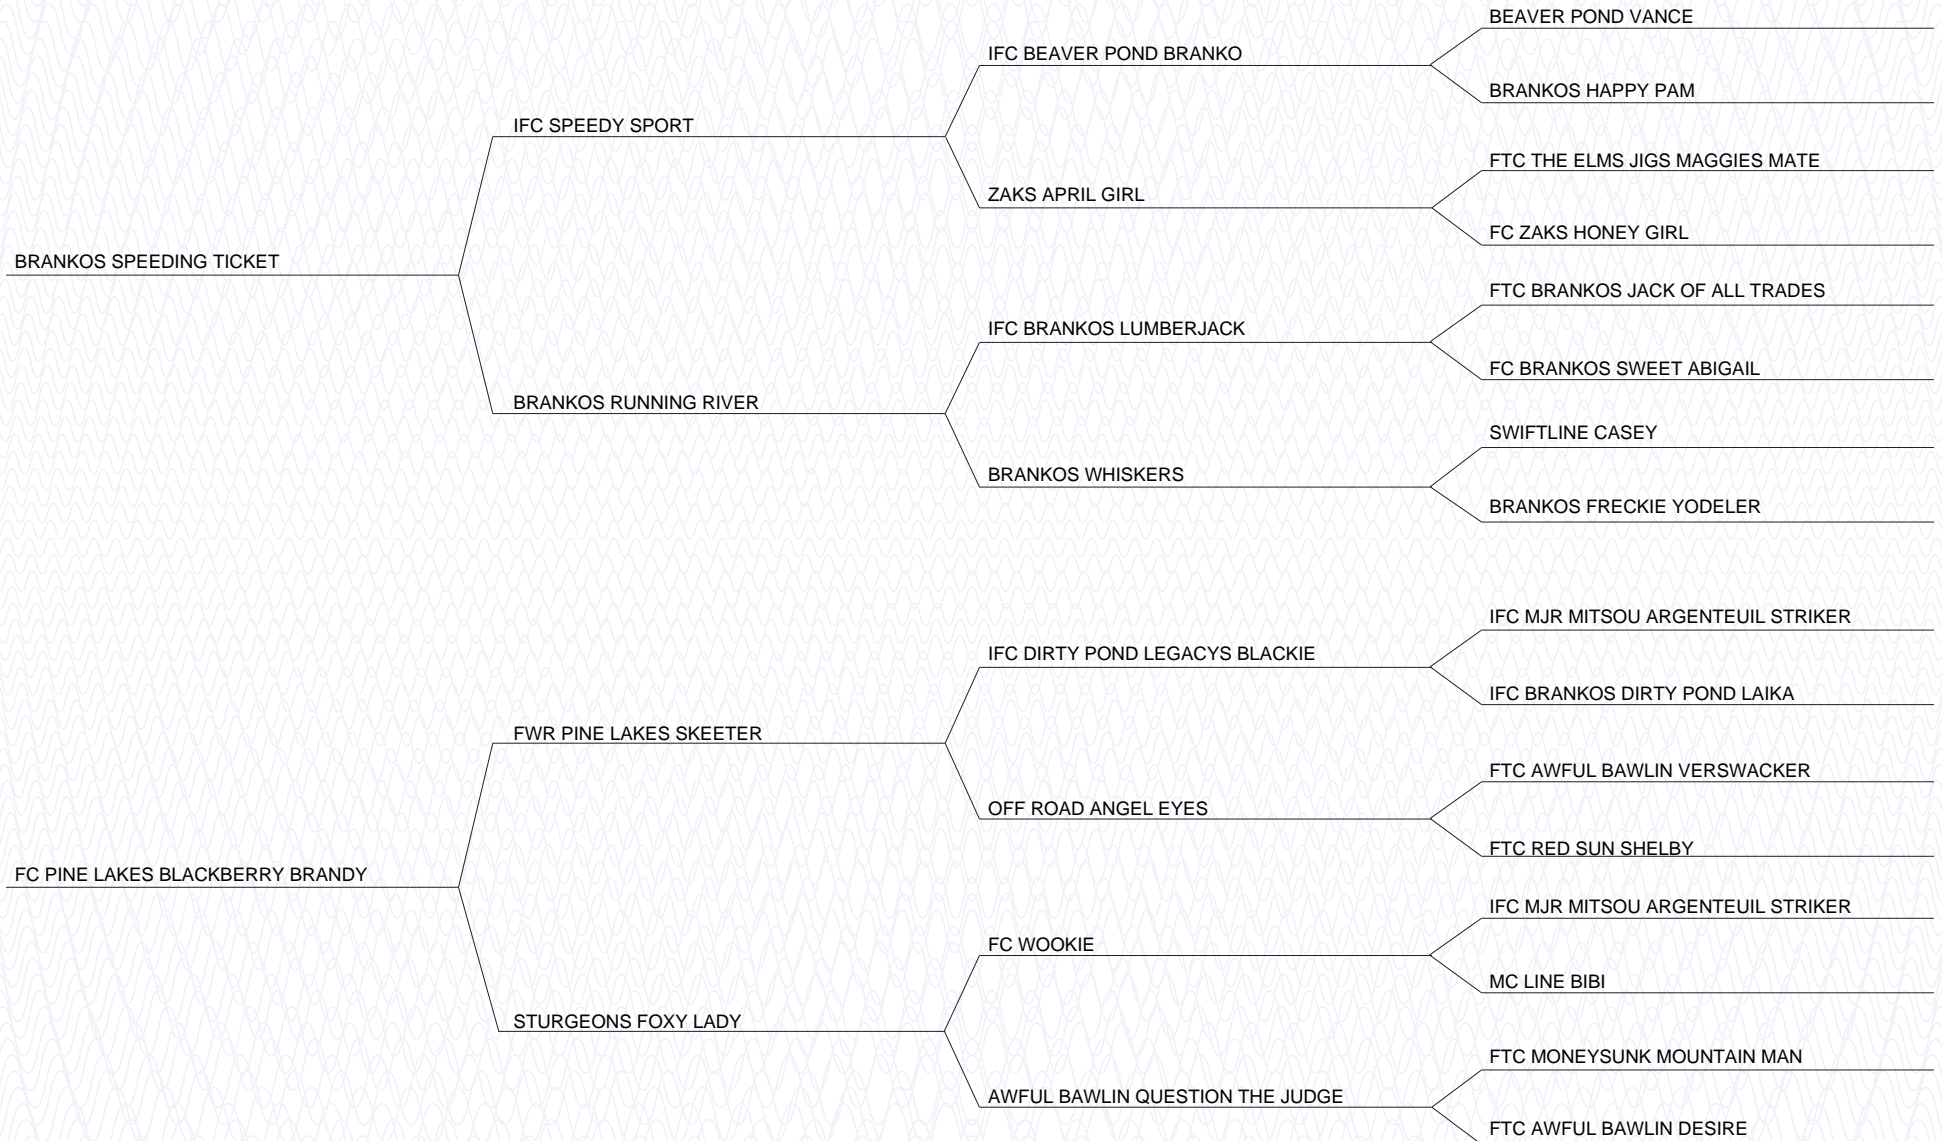 BEAVER POND VANCE
IFC BEAVER POND BRANKO
BRANKOS HAPPY PAM
IFC SPEEDY SPORT
FTC THE ELMS JIGS MAGGIES MATE
ZAKS APRIL GIRL
FC ZAKS HONEY GIRL
BRANKOS SPEEDING TICKET
FTC BRANKOS JACK OF ALL TRADES
IFC BRANKOS LUMBERJACK
FC BRANKOS SWEET ABIGAIL
BRANKOS RUNNING RIVER
SWIFTLINE CASEY
BRANKOS WHISKERS
BRANKOS FRECKIE YODELER
IFC MJR MITSOU ARGENTEUIL STRIKER
IFC DIRTY POND LEGACYS BLACKIE
IFC BRANKOS DIRTY POND LAIKA
FWR PINE LAKES SKEETER
FTC AWFUL BAWLIN VERSWACKER
OFF ROAD ANGEL EYES
FTC RED SUN SHELBY
FC PINE LAKES BLACKBERRY BRANDY
IFC MJR MITSOU ARGENTEUIL STRIKER
FC WOOKIE
MC LINE BIBI
STURGEONS FOXY LADY
FTC MONEYSUNK MOUNTAIN MAN
AWFUL BAWLIN QUESTION THE JUDGE
FTC AWFUL BAWLIN DESIRE